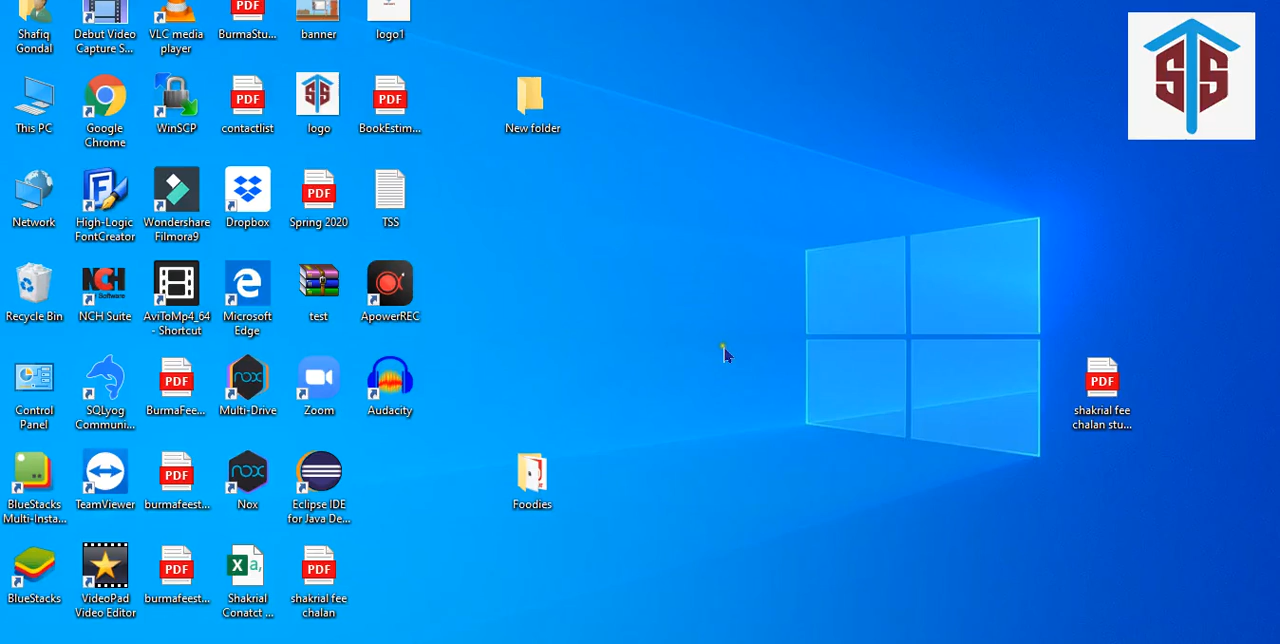 Shafiq
Gondal
Debut Video
Capture S...
VLC media
player
BurmaStu...
banner
logo1
This PC
Google
Chrome
WinSCP
PDF
contactlist
logo
PDF
BookEstim...
New folder
Network
High-Logic
FontCreator
Wondershare
Filmora9
Dropbox
PDF
Spring 2020
TSS
Recycle Bin
NCH
Software
NCH Suite
AviToMp4_64
- Shortcut
Microsoft
Edge
test
ApowerREC
Control
Panel
SQLyog
Communi...
PDF
BurmaFee...
nox
Multi-Drive
Zoom
Audacity
PDF
shakrial fee
chalan stu...
BlueStacks
Multi-Insta...
TeamViewer
PDF
burmafeest...
nox
Nox
Eclipse IDE
for Java De...
Foodies
BlueStacks
VideoPad
Video Editor
PDF
burmafeest...
X a,
Shakrial
Conatct ...
PDF
shakrial fee
chalan
PDF
STS